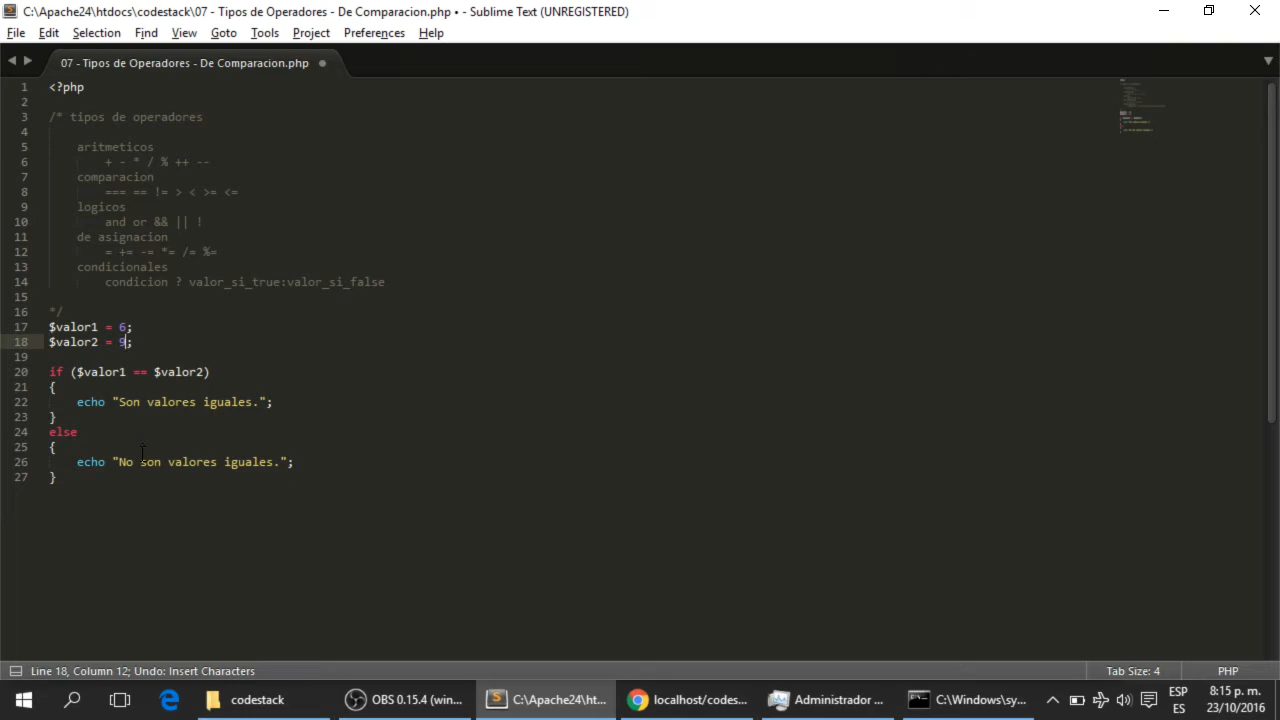 C:\Apache24\htdocs\codestack\07 - Tipos de Operadores - De Comparacion.php • - Sublime Text (UNREGISTERED)
File Edit Selection Find View Goto Tools Project Preferences Help
07 - Tipos de Operadores - De Comparacion.php
1 <?php
2
3 /* tipos de operadores
4
5 aritmeticos
6 + - * / % ++ --
7 comparacion
8 === == != > < >= <=
9 logicos
10 and or && || !
11 de asignacion
12 = += -= *= /= %=
13 condicionales
14 condicion ? valor_si_true:valor_si_false
15
16 */
17 $valor1 = 6;
18 $valor2 = 9;
19
20 if ($valor1 == $valor2)
21 {
22 echo "Son valores iguales.";
23 }
24 else
25 {
26 echo "No son valores iguales.";
27 }
Line 18, Column 12; Undo: Insert Characters Tab Size: 4 PHP
codestack OBS 0.15.4 (win... C:\Apache24\ht... localhost/codes... Administrador ... C:\Windows\sy... ESP 8:15 p. m.
ES 23/10/2016